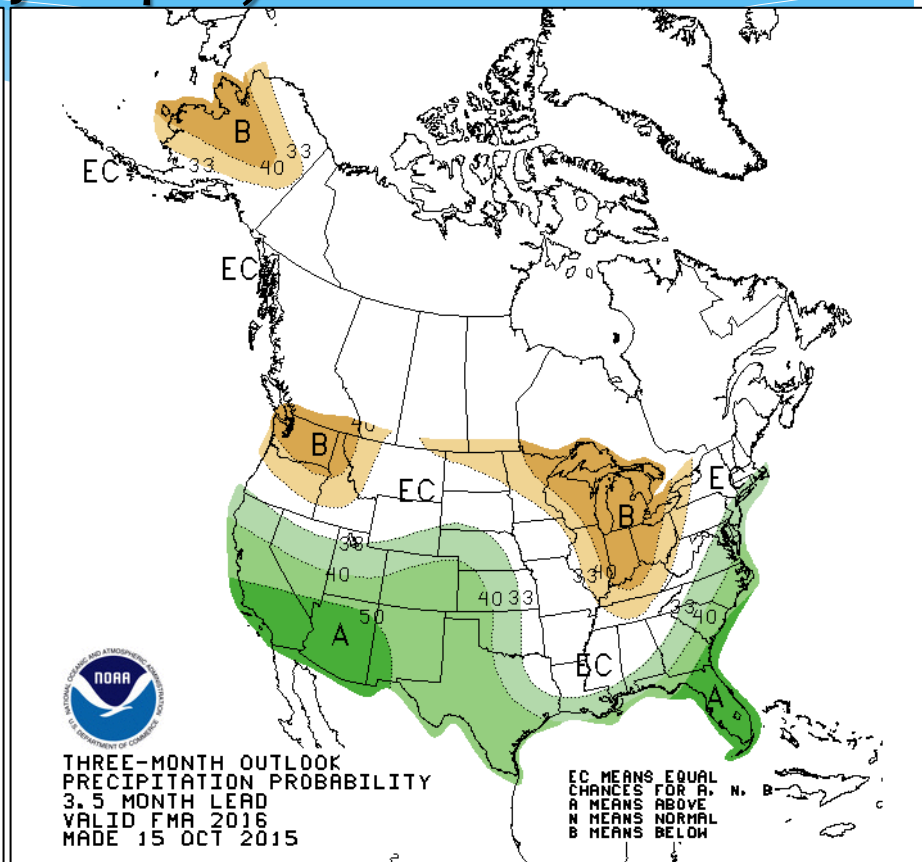 B
33
40
33
EC
EC
40
B
EC
EC
B
33
40
33
40
40
33
33
40
50
A
EC
A
NATIONAL OCEANIC AND ATMOSPHERIC ADMINISTRATION
NOAA
U.S. DEPARTMENT OF COMMERCE
THREE-MONTH OUTLOOK
PRECIPITATION PROBABILITY
3.5 MONTH LEAD
VALID FMA 2016
MADE 15 OCT 2015
EC MEANS EQUAL
CHANCES FOR A, N, B
A MEANS ABOVE
N MEANS NORMAL
B MEANS BELOW